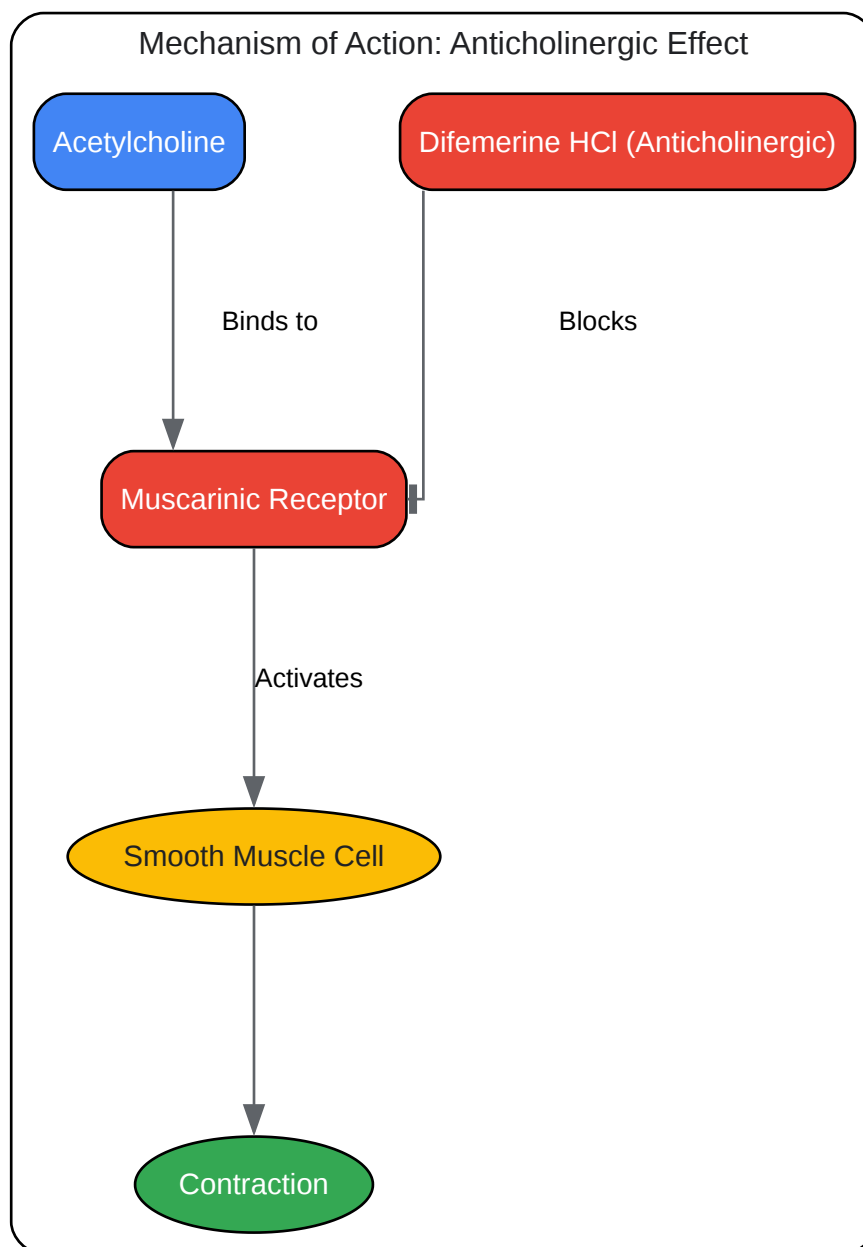 Mechanism of Action: Anticholinergic Effect
Acetylcholine
Difemerine HCl (Anticholinergic)
Binds to
Blocks
Muscarinic Receptor
Activates
Smooth Muscle Cell
Contraction